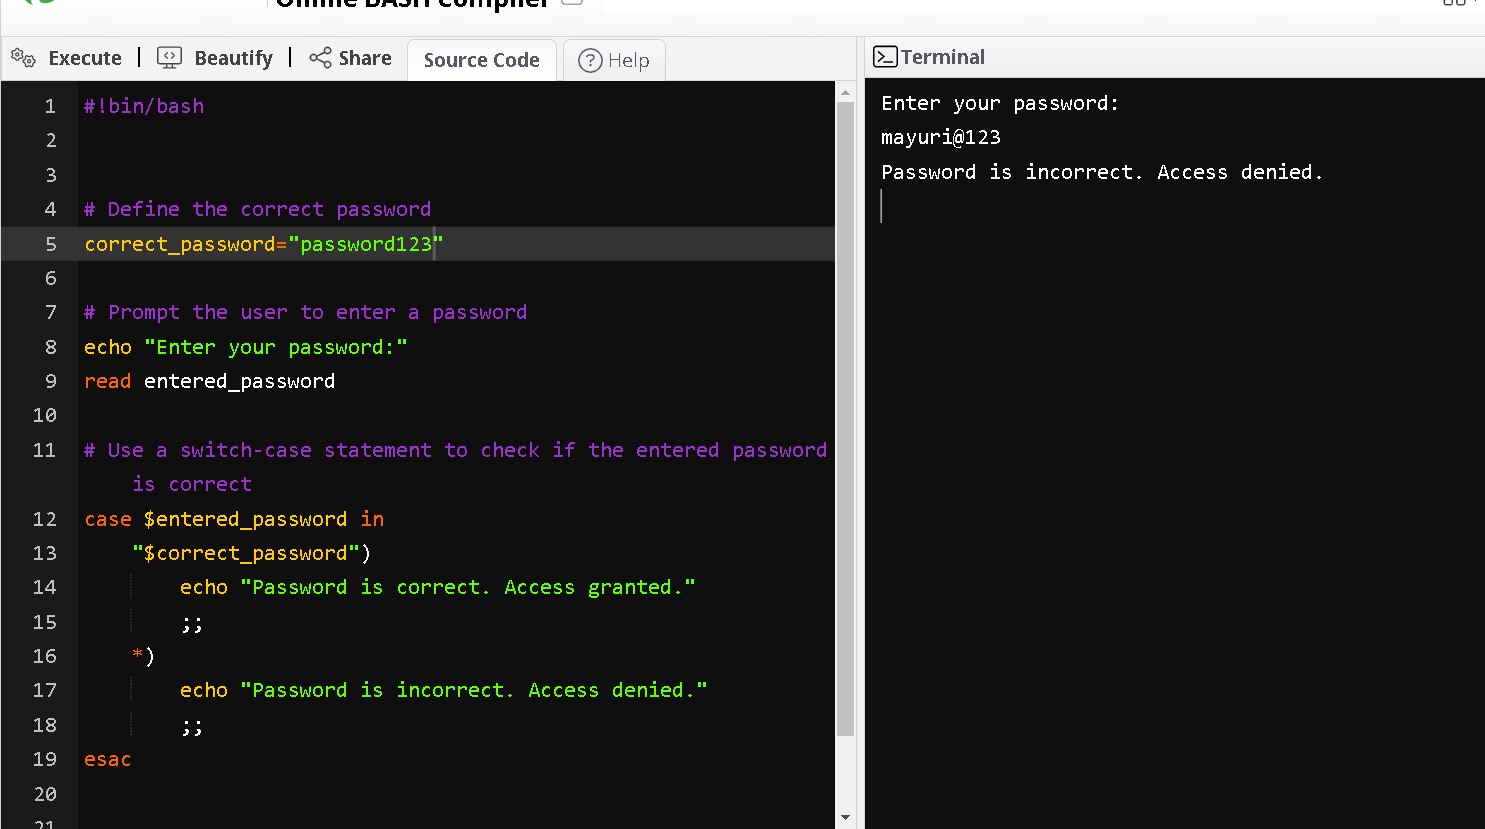 Online BASH Compiler
Execute | Beautify | Share Source Code ? Help
Terminal
1 #!bin/bash
2
3
4 # Define the correct password
5 correct_password="password123"
6
7 # Prompt the user to enter a password
8 echo "Enter your password:"
9 read entered_password
10
11 # Use a switch-case statement to check if the entered password
is correct
12 case $entered_password in
13 "$correct_password")
14 echo "Password is correct. Access granted."
15 ;;
16 *)
17 echo "Password is incorrect. Access denied."
18 ;;
19 esac
20
21
Enter your password:
mayuri@123
Password is incorrect. Access denied.